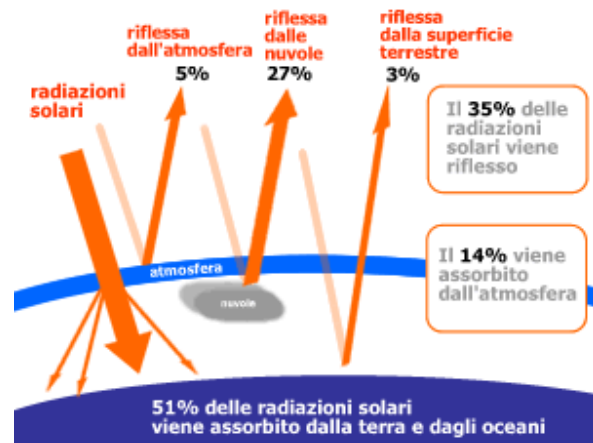 riflessa
dall'atmosfera
5%
riflessa
dalle
nuvole
27%
riflessa
dalla superficie
terrestre
3%
radiazioni
solari
Il 35% delle
radiazioni
solari viene
riflesso
atmosfera
Il 14% viene
assorbito
dall'atmosfera
nuvole
51% delle radiazioni solari
viene assorbito dalla terra e dagli oceani